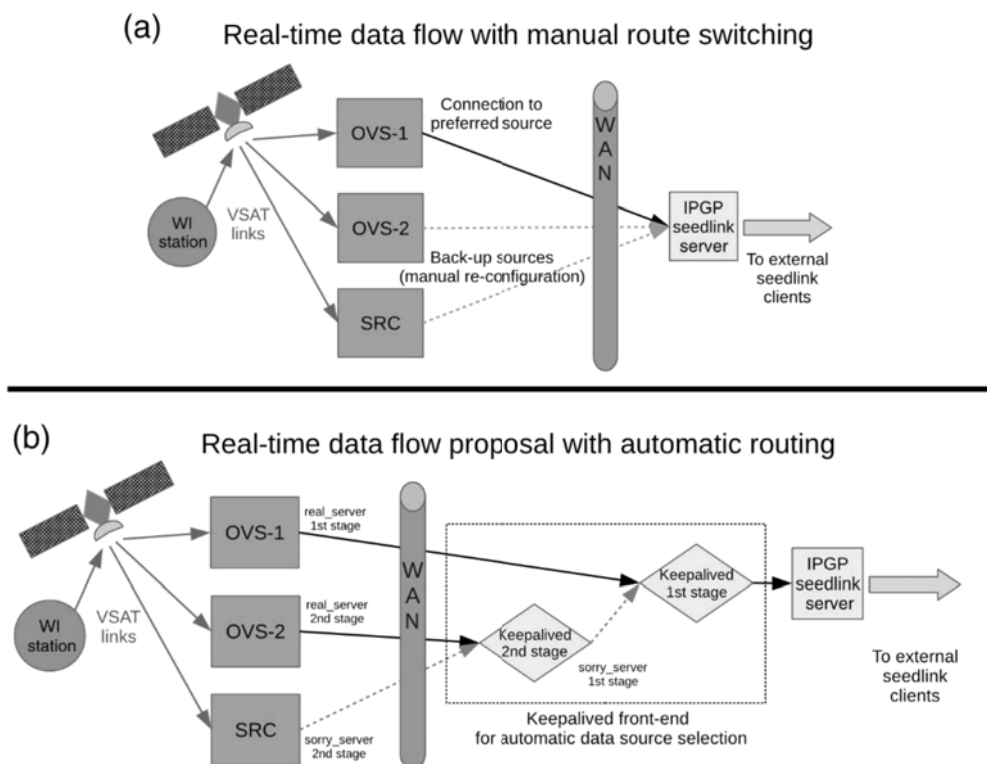 (a)
Real-time data flow with manual route switching
Connection to
preferred source
OVS-1
WAN
WI
station
VSAT
links
OVS-2
IPGP
seedlink
server
Back-up sources
(manual re-configuration)
To external
seedlink
clients
SRC
(b)
Real-time data flow proposal with automatic routing
OVS-1
real_server
1st stage
WAN
Keepalived
1st stage
IPGP
seedlink
server
WI
station
VSAT
links
OVS-2
real_server
2nd stage
Keepalived
2nd stage
sorry_server
1st stage
To external
seedlink
clients
SRC
sorry_server
2nd stage
Keepalived front-end
for automatic data source selection